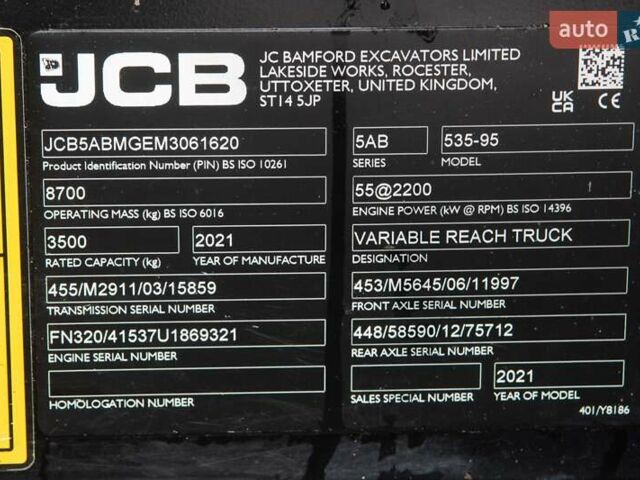 auto
JCB
JC BAMFORD EXCAVATORS LIMITED
LAKESIDE WORKS, ROCESTER,
UTTOXETER, UNITED KINGDOM,
ST14 5JP
UK
CA
CE
JCB5ABMGEM3061620
Product Identification Number (PIN) BS ISO 10261
5AB
SERIES
535-95
MODEL
8700
OPERATING MASS (kg) BS ISO 6016
55@2200
ENGINE POWER (kW @ RPM) BS ISO 14396
3500
RATED CAPACITY (kg)
2021
YEAR OF MANUFACTURE
VARIABLE REACH TRUCK
DESIGNATION
455/M2911/03/15859
TRANSMISSION SERIAL NUMBER
453/M5645/06/11997
FRONT AXLE SERIAL NUMBER
FN320/41537U1869321
ENGINE SERIAL NUMBER
448/58590/12/75712
REAR AXLE SERIAL NUMBER
HOMOLOGATION NUMBER
SALES SPECIAL NUMBER
2021
YEAR OF MODEL
401/Y8186